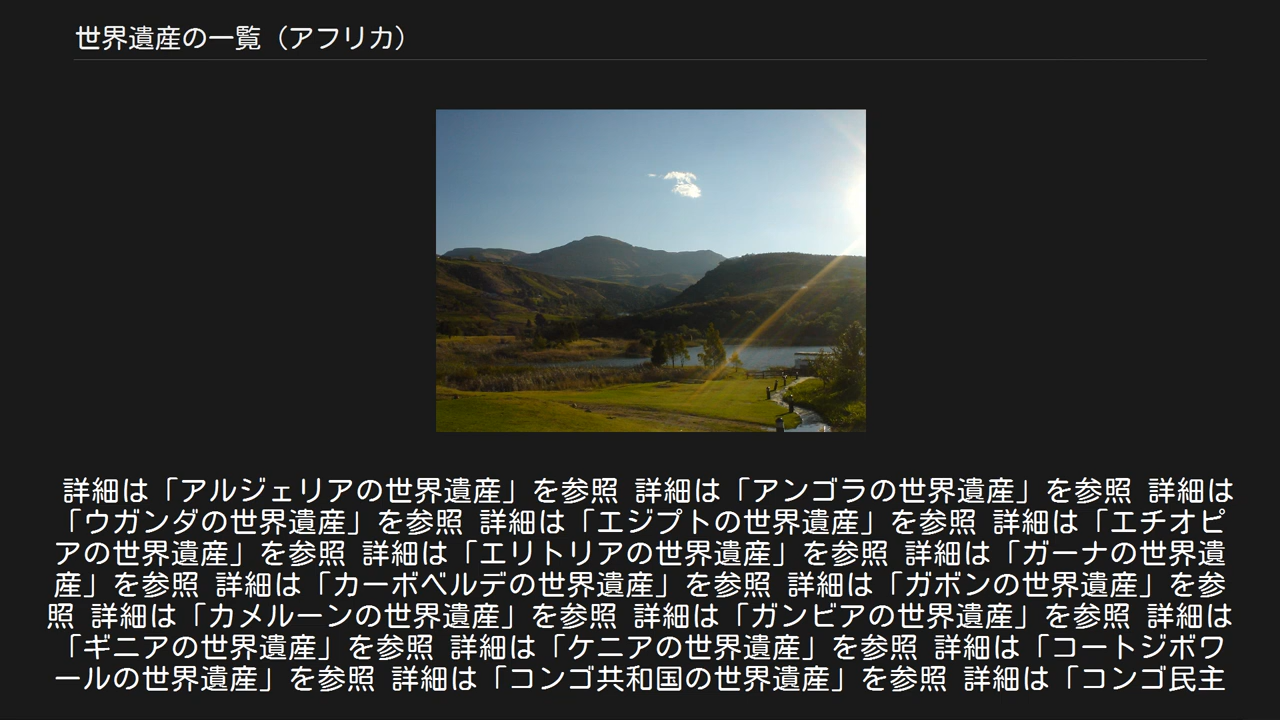 世界遺産の一覧（アフリカ）
詳細は「アルジェリアの世界遺産」を参照 詳細は「アンゴラの世界遺産」を参照 詳細は
「ウガンダの世界遺産」を参照 詳細は「エジプトの世界遺産」を参照 詳細は「エチオピ
アの世界遺産」を参照 詳細は「エリトリアの世界遺産」を参照 詳細は「ガーナの世界遺
産」を参照 詳細は「カーボベルデの世界遺産」を参照 詳細は「ガボンの世界遺産」を参
照 詳細は「カメルーンの世界遺産」を参照 詳細は「ガンビアの世界遺産」を参照 詳細は
「ギニアの世界遺産」を参照 詳細は「ケニアの世界遺産」を参照 詳細は「コートジボワ
ールの世界遺産」を参照 詳細は「コンゴ共和国の世界遺産」を参照 詳細は「コンゴ民主